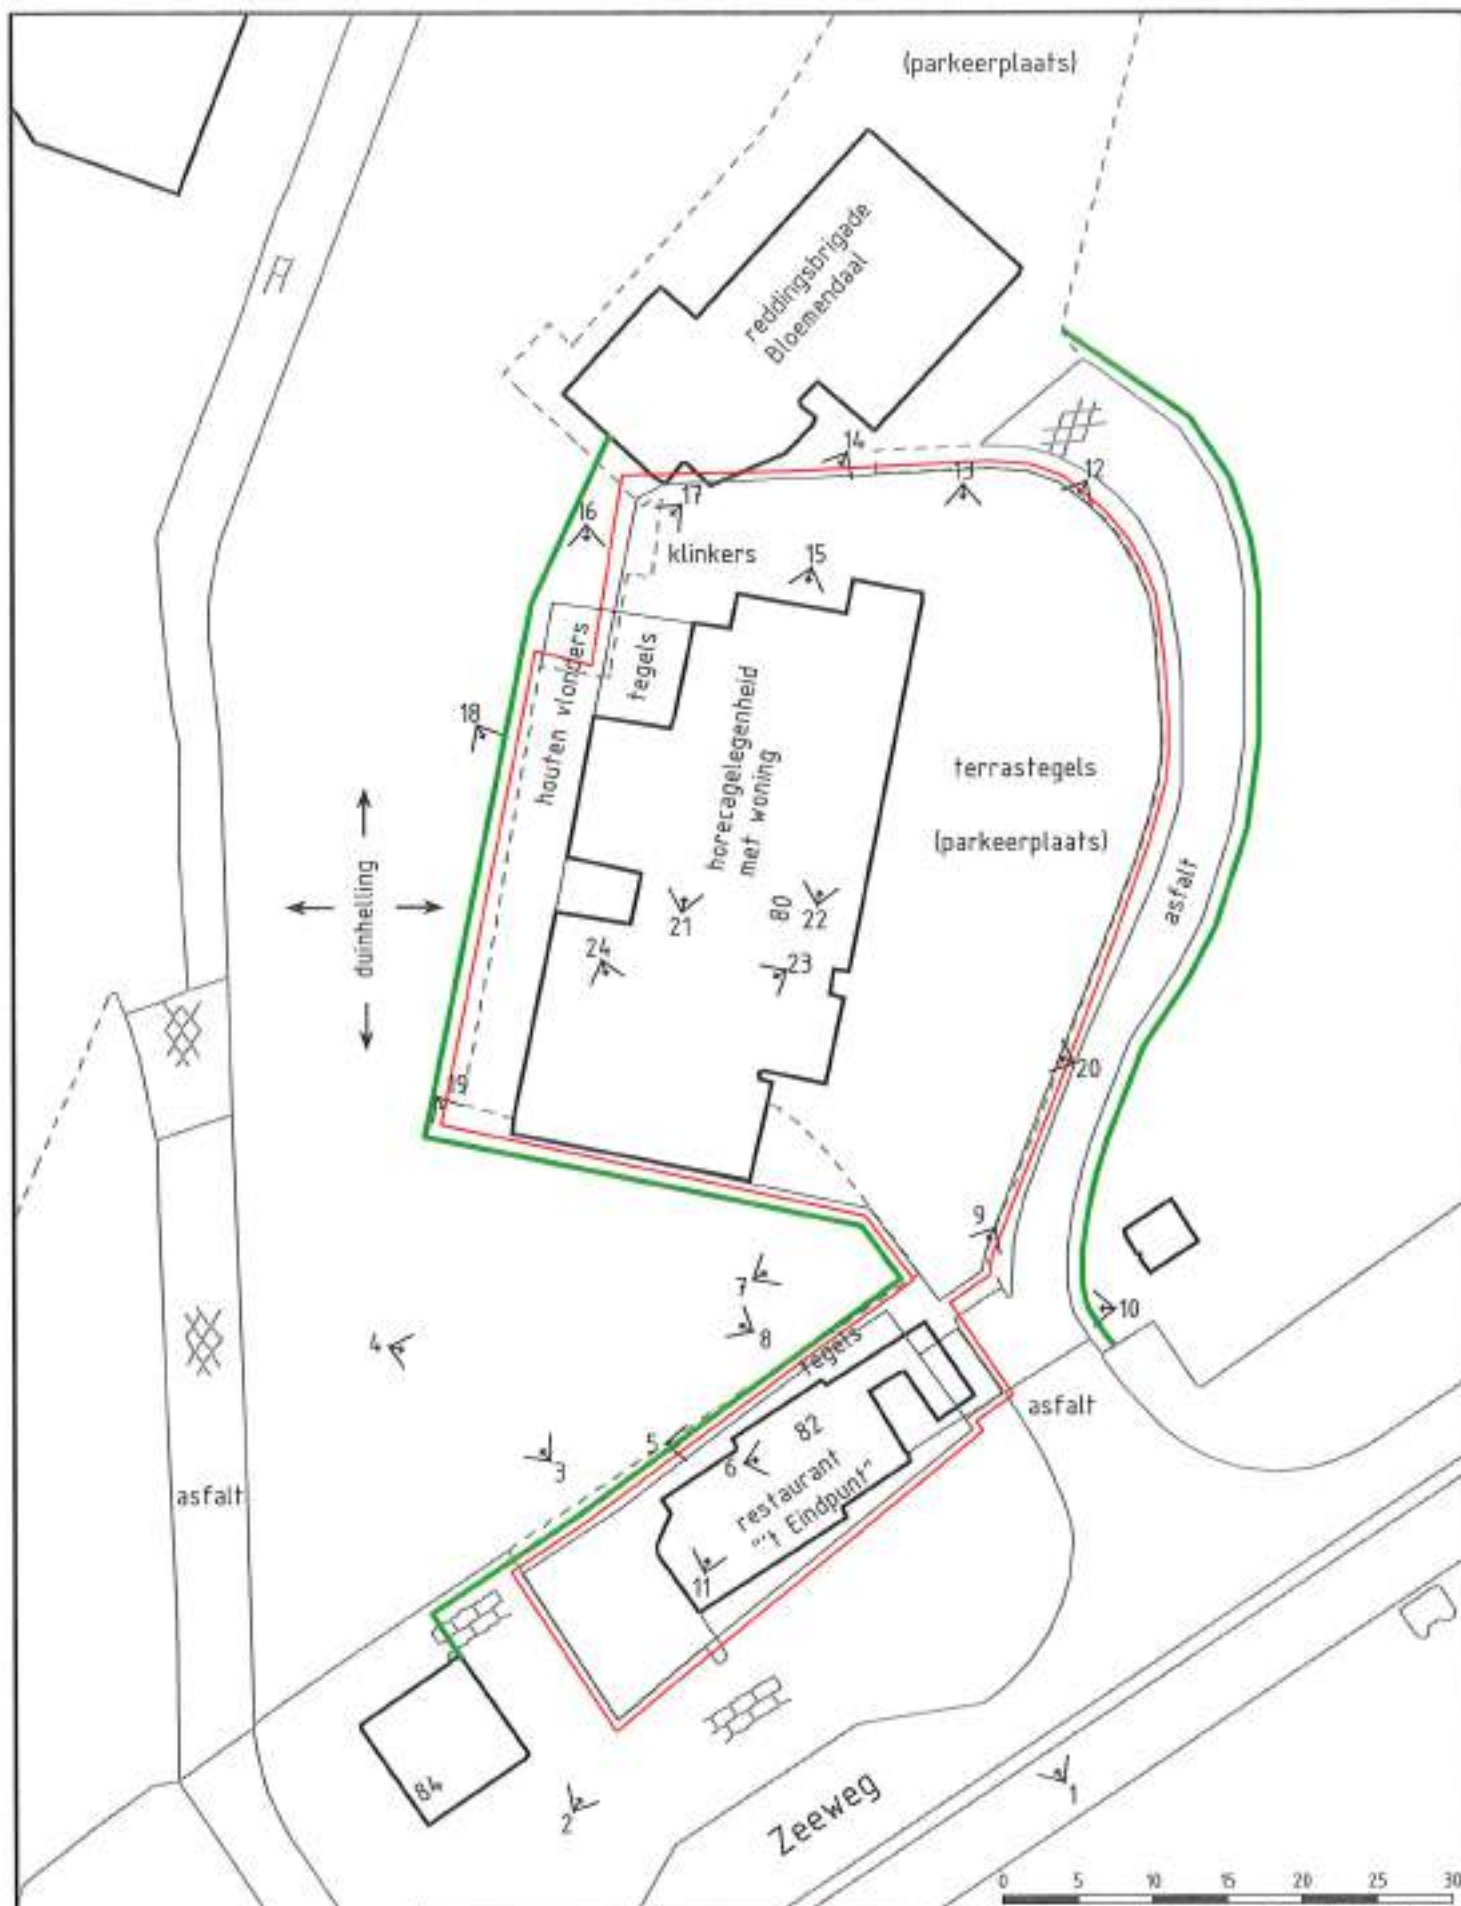 (parkeerplaats)
reddingsbrigade
Bloemendaal
14
13
12
17
16
klinkers
15
houten vlonders
tegels
18
horecagelegenheid
met woning
terrastegels
(parkeerplaats)
duinhelling
asfalt
80
21
22
24
23
19
20
9
7
10
8
4
tegels
asfalt
5
82
3
6
restaurant
"'t Eindpunt"
asfalt
11
84
2
Zeeweg
1
0 5 10 15 20 25 30